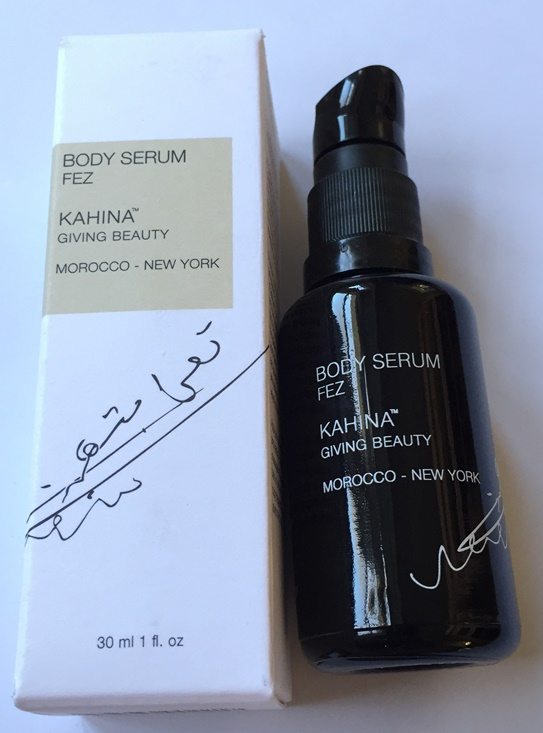 BODY SERUM
FEZ
KAHINA™
GIVING BEAUTY
MOROCCO - NEW YORK
30 ml 1 fl. oz
BODY SERUM
FEZ
KAHINA™
GIVING BEAUTY
MOROCCO - NEW YORK